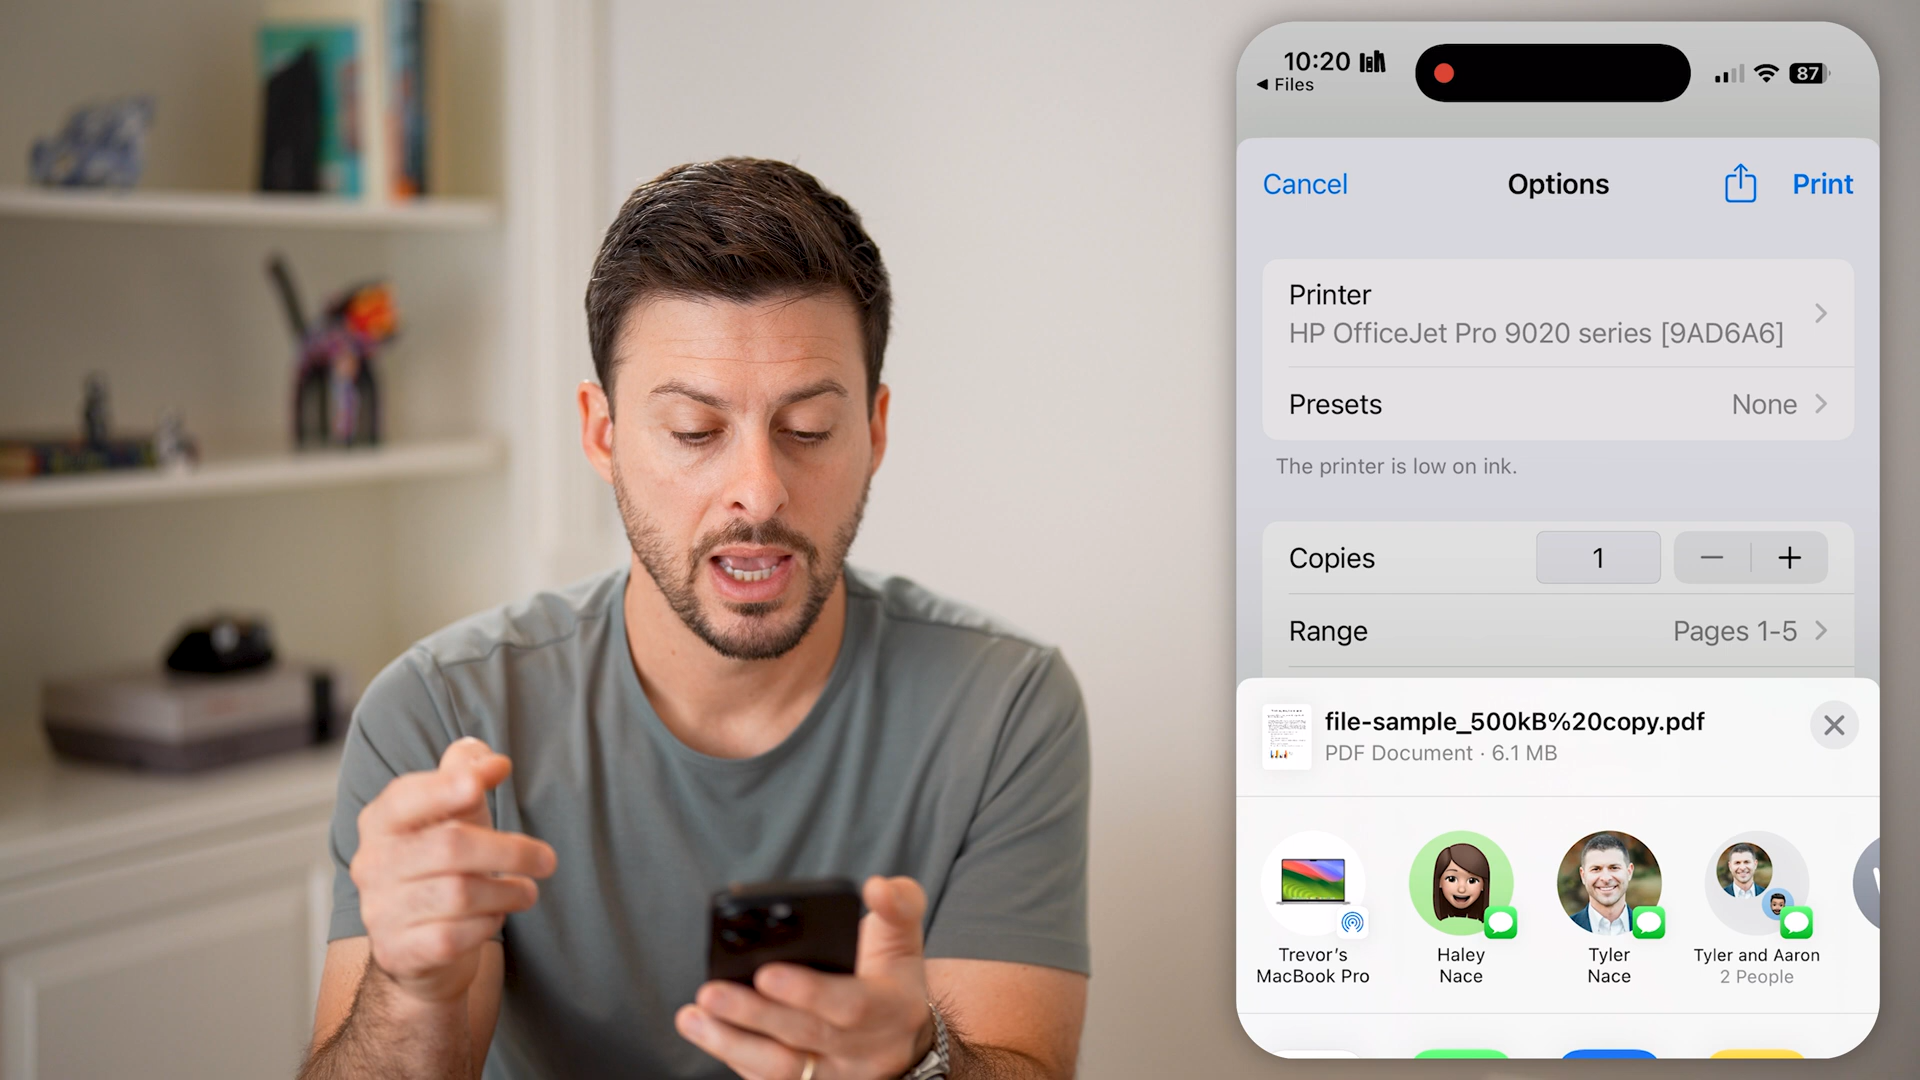 10:20
87
◀ Files
Cancel
Options
Print
Printer
HP OfficeJet Pro 9020 series [9AD6A6]
Presets
None
The printer is low on ink.
Copies
1
Range
Pages 1-5
file-sample_500kB%20copy.pdf
PDF Document · 6.1 MB
Trevor’s
MacBook Pro
Haley
Nace
Tyler
Nace
Tyler and Aaron
2 People